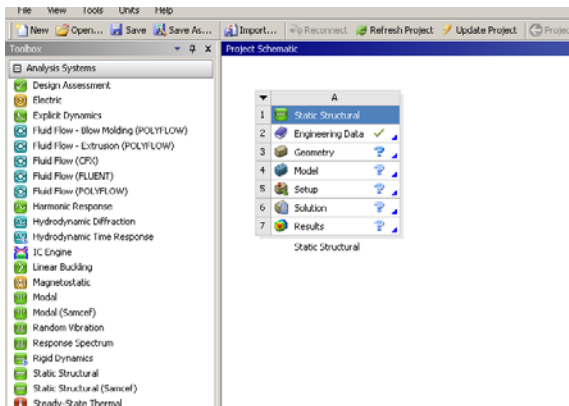 File View Tools Units Help
New Open... Save Save As... Import... Reconnect Refresh Project Update Project
Toolbox
Project Schematic
Analysis Systems
Design Assessment
Electric
Explicit Dynamics
Fluid Flow - Blow Molding (POLYFLOW)
Fluid Flow - Extrusion (POLYFLOW)
Fluid Flow (CFX)
Fluid Flow (FLUENT)
Fluid Flow (POLYFLOW)
Harmonic Response
Hydrodynamic Diffraction
Hydrodynamic Time Response
IC Engine
Linear Buckling
Magnetostatic
Modal
Modal (Samcef)
Random Vibration
Response Spectrum
Rigid Dynamics
Static Structural
Static Structural (Samcef)
Steady-State Thermal
A
1 Static Structural
2 Engineering Data
3 Geometry
4 Model
5 Setup
6 Solution
7 Results
Static Structural